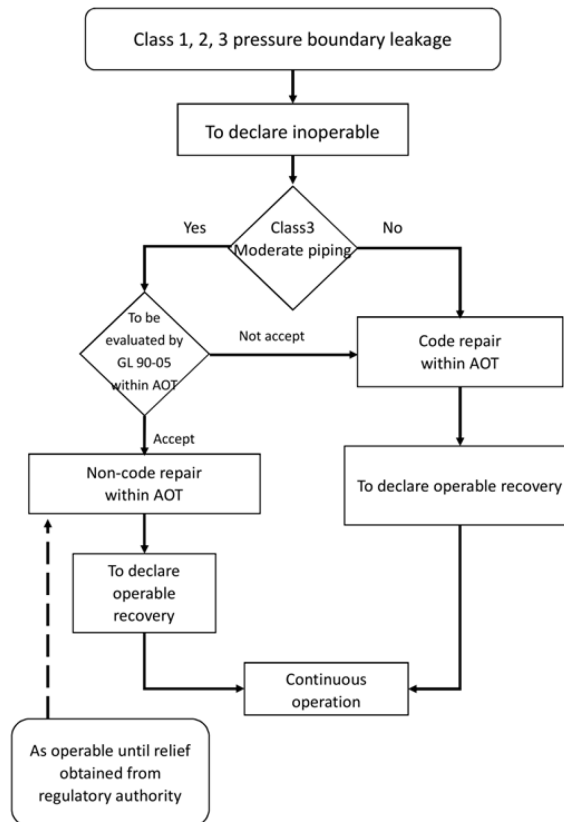 Class 1, 2, 3 pressure boundary leakage
To declare inoperable
Yes
Class3
Moderate piping
No
To be
evaluated by
GL 90-05
within AOT
Not accept
Code repair
within AOT
Accept
Non-code repair
within AOT
To declare operable recovery
To declare
operable
recovery
Continuous
operation
As operable until relief
obtained from
regulatory authority